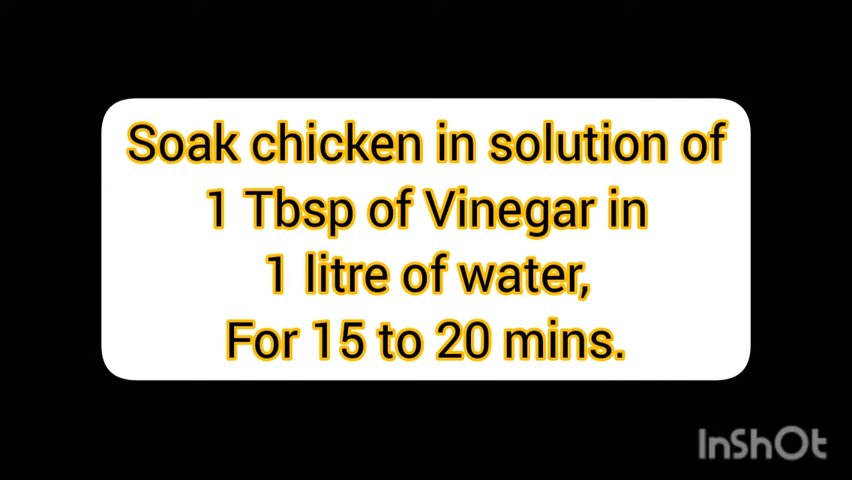 Soak chicken in solution of
1 Tbsp of Vinegar in
1 litre of water,
For 15 to 20 mins.
InShOt